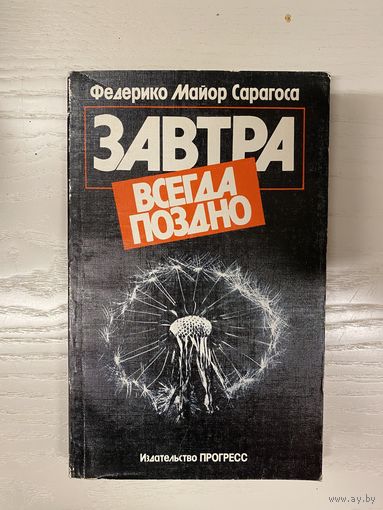 Федерико Майор Сарагоса
ЗАВТРА
ВСЕГДА
ПОЗДНО
Издательство ПРОГРЕСС
www.ay.by